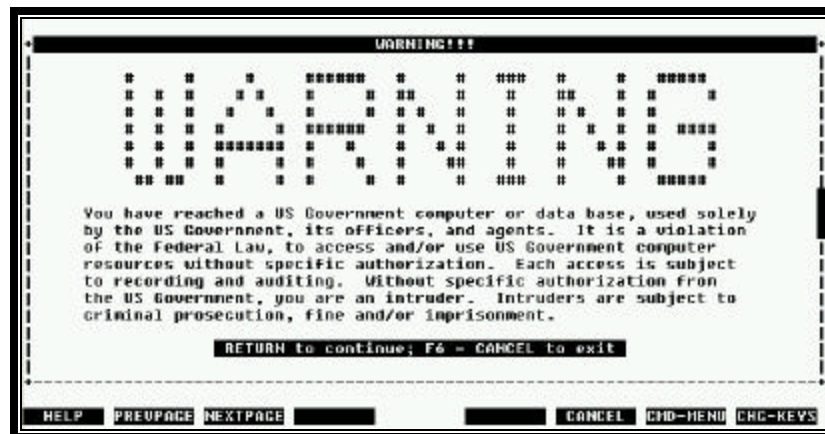 WARNING!!!
WARNING
You have reached a US Government computer or data base, used solely
by the US Government, its officers, and agents. It is a violation
of the Federal Law, to access and/or use US Government computer
resources without specific authorization. Each access is subject
to recording and auditing. Without specific authorization from
the US Government, you are an intruder. Intruders are subject to
criminal prosecution, fine and/or imprisonment.
RETURN to continue; F6 = CANCEL to exit
HELP PREVPAGE NEXTPAGE CANCEL CMD-MENU CHG-KEYS